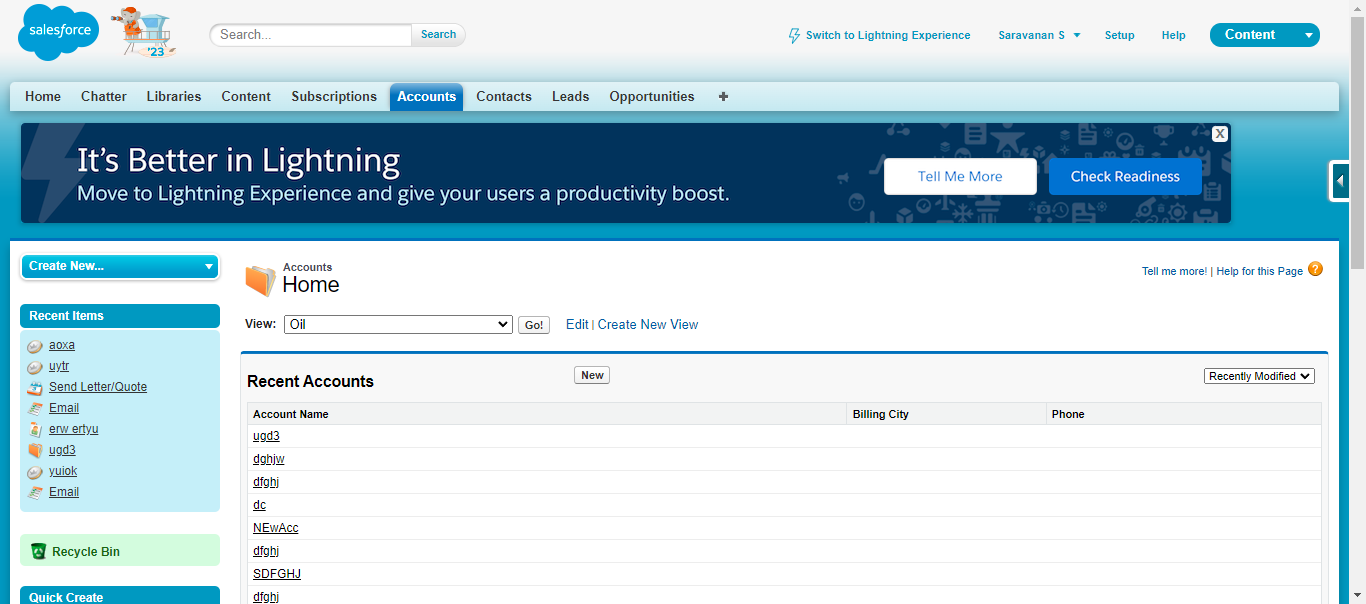 salesforce
'23
Search...
Search
Switch to Lightning Experience
Saravanan S
Setup
Help
Content
Home Chatter Libraries Content Subscriptions Accounts Contacts Leads Opportunities +
It's Better in Lightning
Move to Lightning Experience and give your users a productivity boost.
Tell Me More
Check Readiness
X
Create New...
Accounts
Home
Tell me more! | Help for this Page ?
View: Oil Go! Edit | Create New View
Recent Items
aoxa
uytr
Send Letter/Quote
Email
erw ertyu
ugd3
yuiok
Email
Recycle Bin
Quick Create
Recent Accounts New Recently Modified
Account Name Billing City Phone
ugd3
dghjw
dfghj
dc
NEwAcc
dfghj
SDFGHJ
dfghj